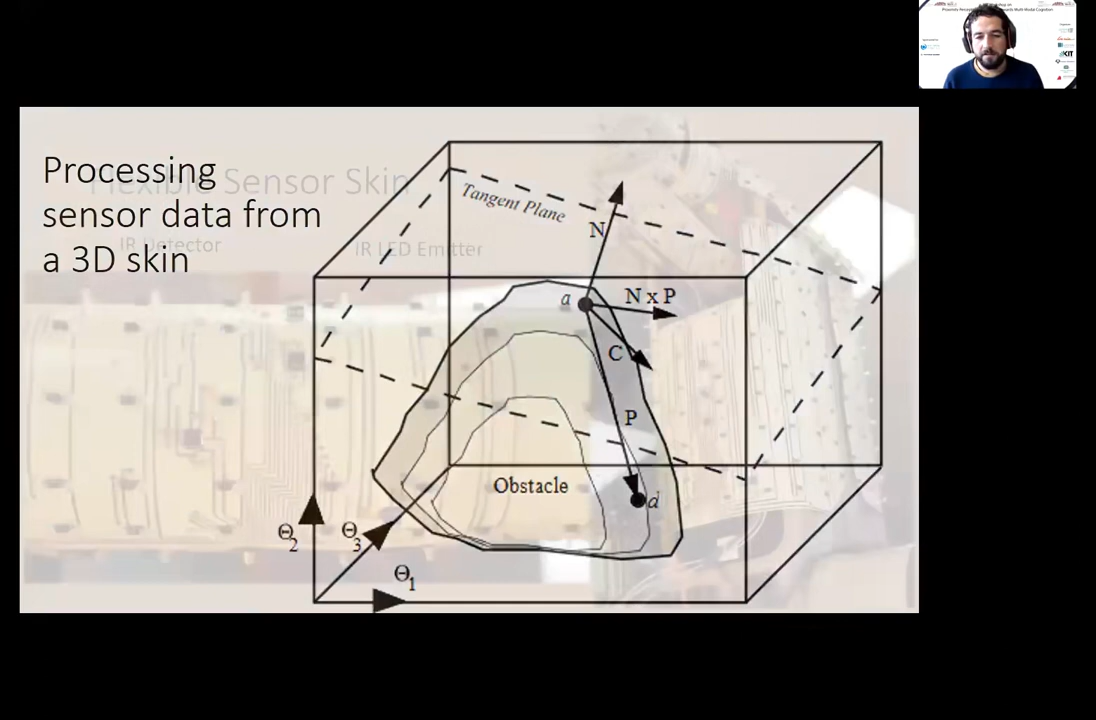 Processing
sensor data from
a 3D skin
Flexible Sensor Skin
IR Detector
IR LED Emitter
Tangent Plane
N
a
N x P
C
P
Obstacle
d
Θ2
Θ3
Θ1
KIT